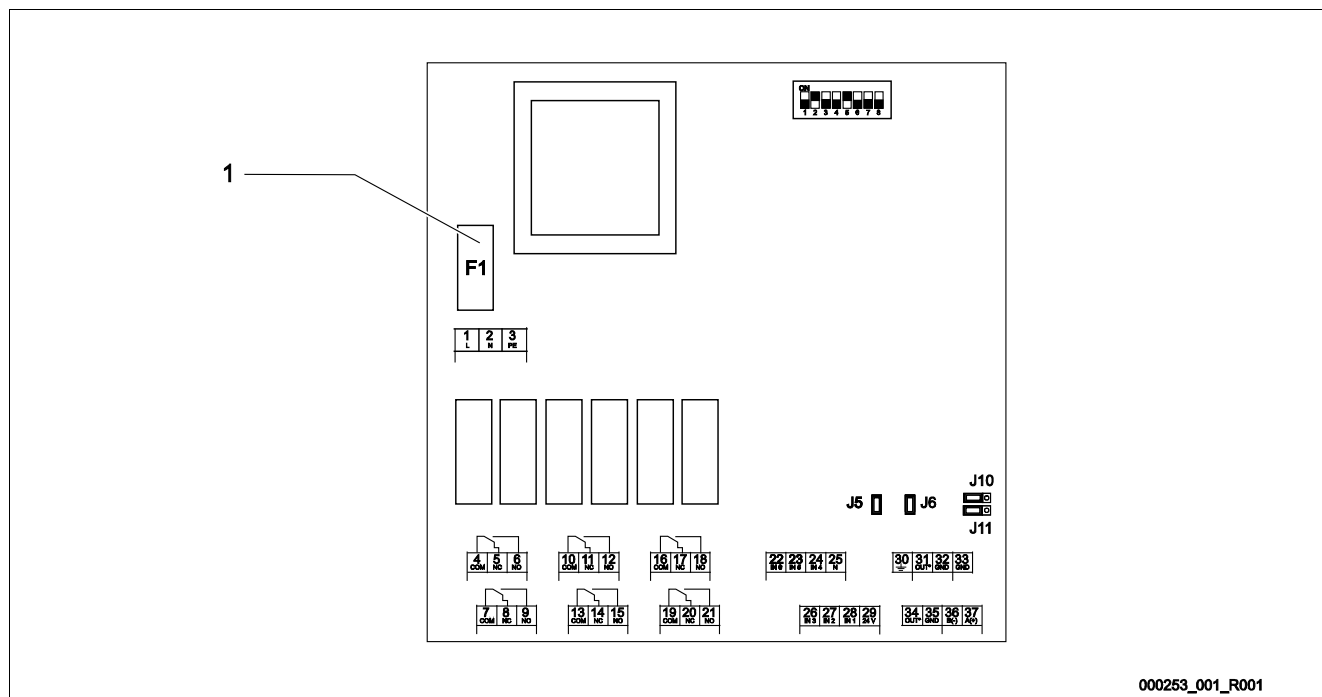 ON
1 2 3 4 5 6 7 8
1
F1
1 2 3
L N PE
J10
J5 J6
J11
4 5 6 10 11 12 16 17 18 22 23 24 25 30 31 32 33
COM NC NO COM NC NO COM NC NO IN 6 IN 5 IN 4 N OUT* GND GND
7 8 9 13 14 15 19 20 21 26 27 28 29 34 35 36 37
COM NC NO COM NC NO COM NC NO IN 3 IN 2 IN 1 24 V OUT* GND B(-) A(+)
000253_001_R001